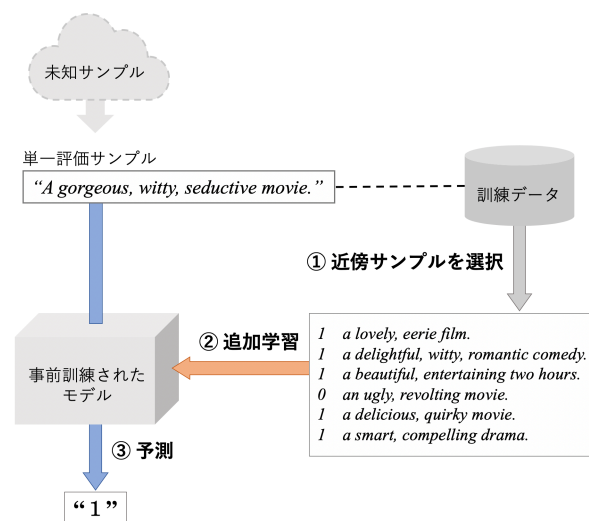 未知サンプル
単一評価サンプル
“A gorgeous, witty, seductive movie.”
訓練データ
① 近傍サンプルを選択
② 追加学習
1 a lovely, eerie film.
1 a delightful, witty, romantic comedy.
1 a beautiful, entertaining two hours.
0 an ugly, revolting movie.
1 a delicious, quirky movie.
1 a smart, compelling drama.
事前訓練された
モデル
③ 予測
“1”